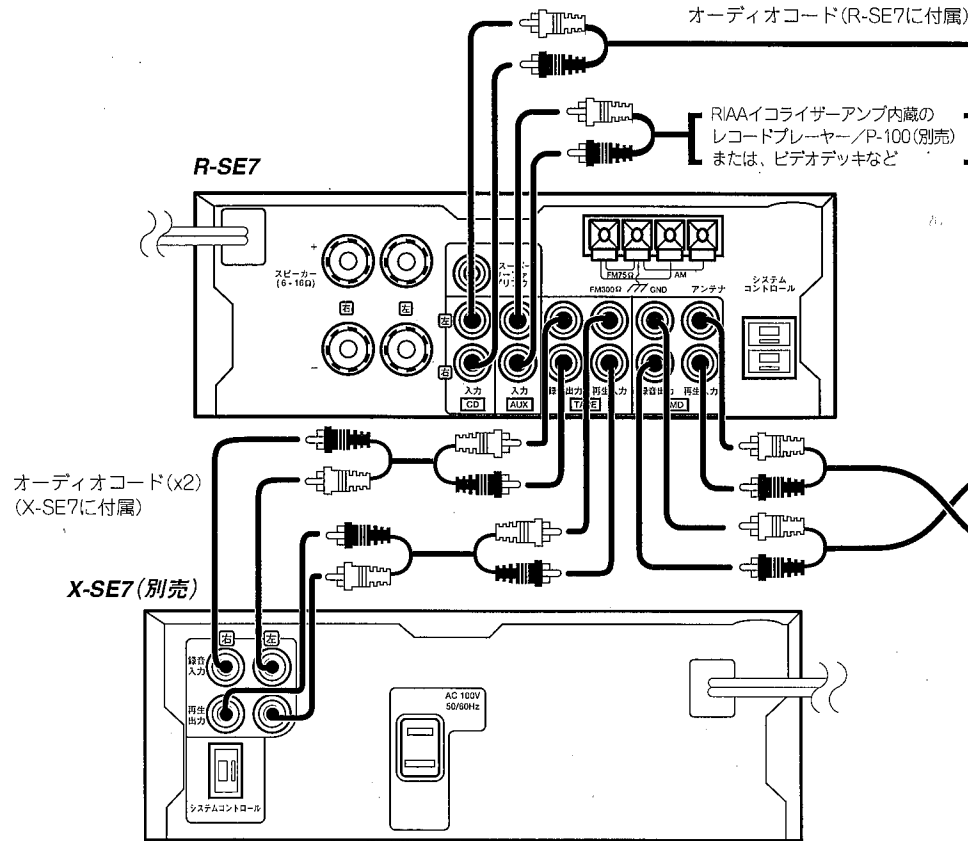 オーディオコード(R-SE7に付属)
RIAAイコライザーアンプ内蔵の
レコードプレーヤー/P-100(別売)
または、ビデオデッキなど
R-SE7
+
スピーカー
(6-16Ω)
右
左
−
FM75Ω
AM
FM300Ω
GND
アンテナ
システム
コントロール
左
右
入力
CD
入力
AUX
録音出力
再生入力
TAPE
録音出力
再生入力
MD
オーディオコード(x2)
(X-SE7に付属)
X-SE7(別売)
右
左
録音
入力
再生
出力
システムコントロール
AC 100V
50/60Hz